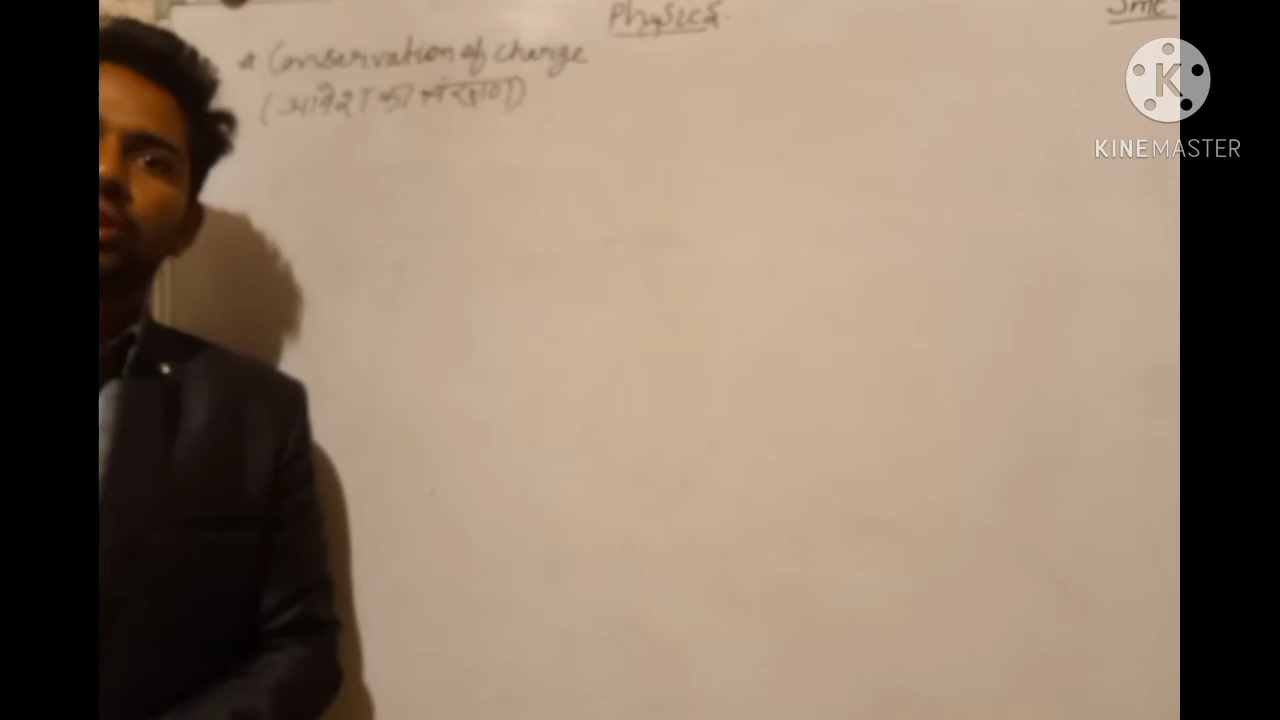 Physics
* Conservation of charge
(आवेश का संरक्षण)
K
KINEMASTER